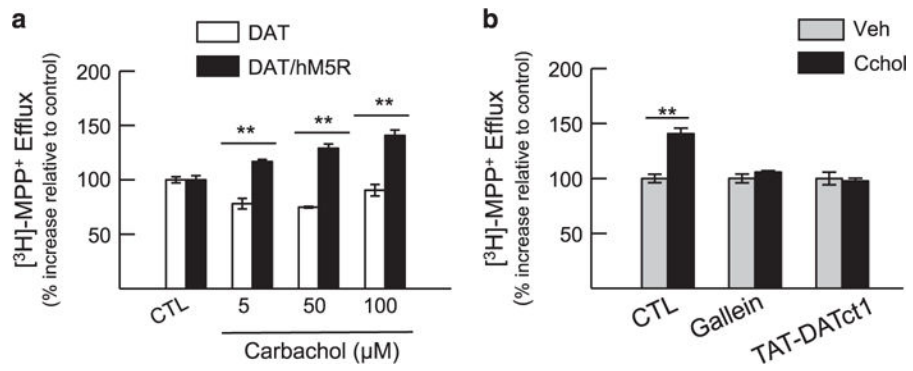 a
DAT
DAT/hM5R
[³H]-MPP⁺ Efflux
(% increase relative to control)
200
150
100
50
**
**
**
CTL
5
50
100
Carbachol (µM)
b
Veh
Cchol
[³H]-MPP⁺ Efflux
(% increase relative to control)
200
150
100
50
**
CTL
Gallein
TAT-DATct1